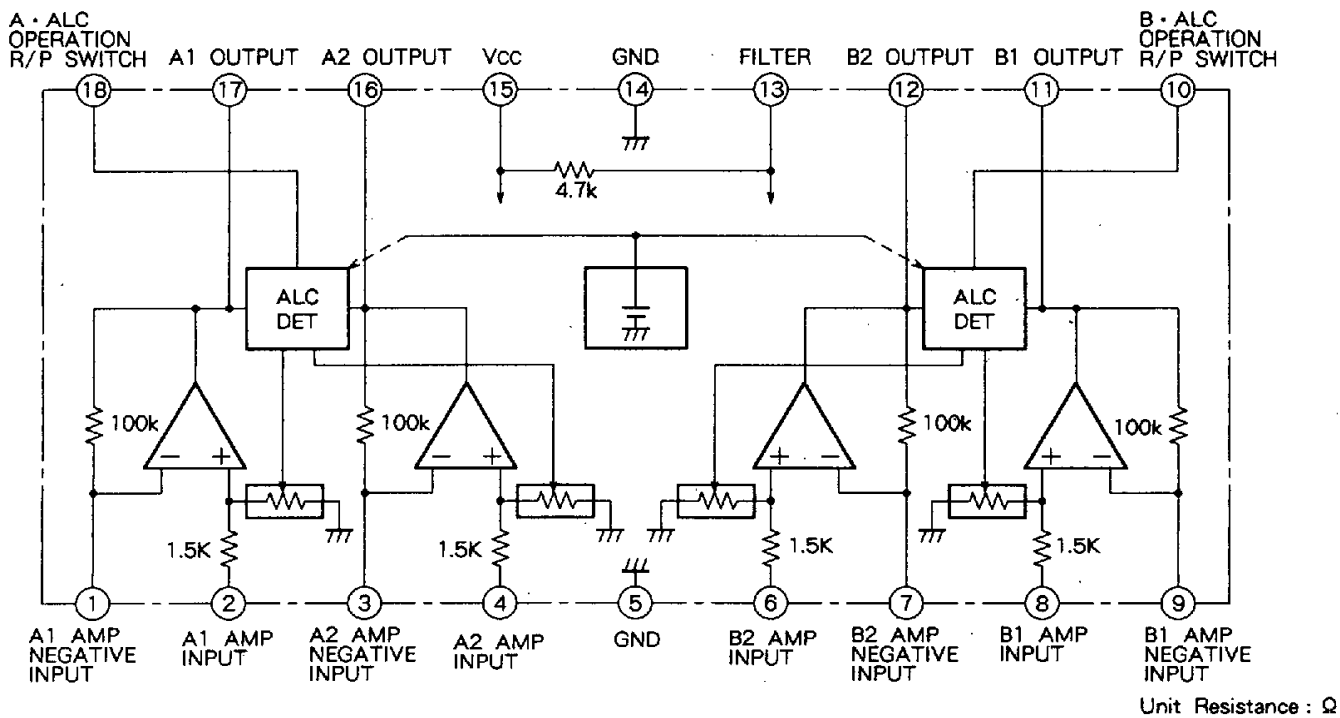 A · ALC
OPERATION
R/P SWITCH
A1 OUTPUT
A2 OUTPUT
Vcc
GND
FILTER
B2 OUTPUT
B1 OUTPUT
B · ALC
OPERATION
R/P SWITCH
18
17
16
15
14
13
12
11
10
4.7k
ALC
DET
ALC
DET
100k
100k
100k
100k
− +
− +
+ −
+ −
1.5K
1.5K
1.5K
1.5K
1
2
3
4
5
6
7
8
9
A1 AMP
NEGATIVE
INPUT
A1 AMP
INPUT
A2 AMP
NEGATIVE
INPUT
A2 AMP
INPUT
GND
B2 AMP
INPUT
B2 AMP
NEGATIVE
INPUT
B1 AMP
INPUT
B1 AMP
NEGATIVE
INPUT
Unit Resistance : Ω